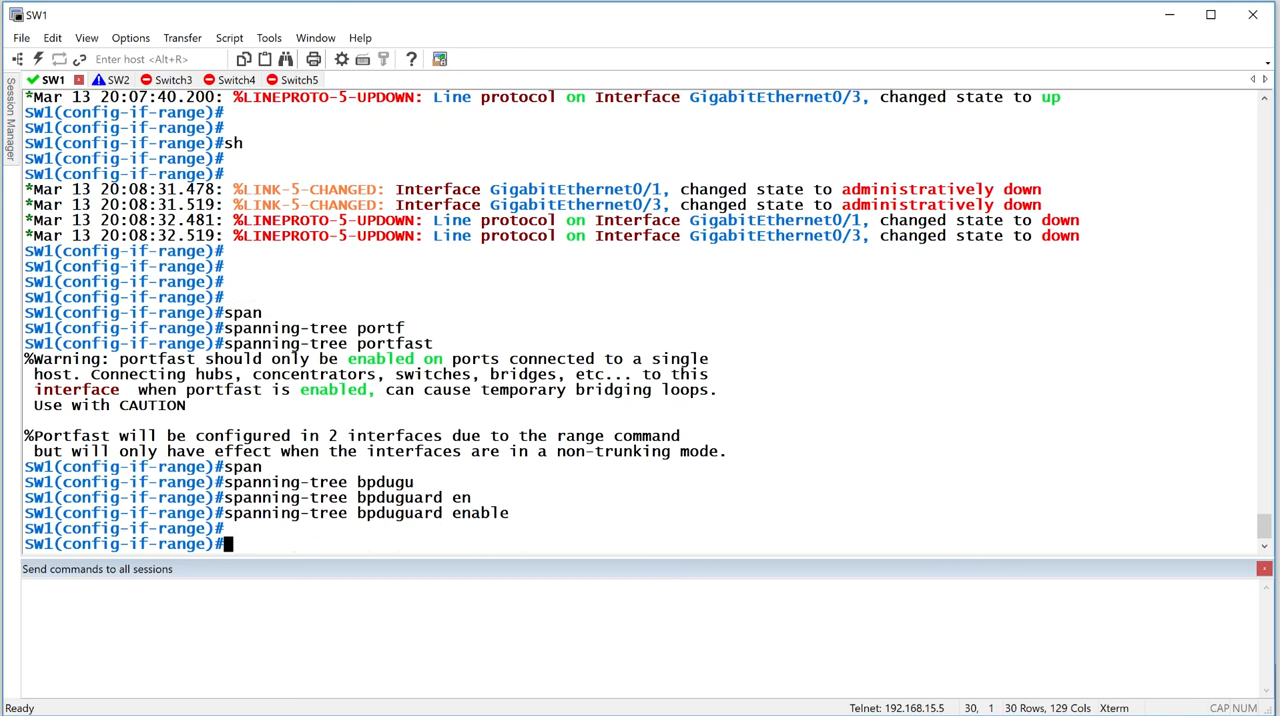 SW1
File Edit View Options Transfer Script Tools Window Help
Enter host <Alt+R>
SW1 SW2 Switch3 Switch4 Switch5
Session Manager
*Mar 13 20:07:40.200: %LINEPROTO-5-UPDOWN: Line protocol on Interface GigabitEthernet0/3, changed state to up
SW1(config-if-range)#
SW1(config-if-range)#
SW1(config-if-range)#sh
SW1(config-if-range)#
SW1(config-if-range)#
*Mar 13 20:08:31.478: %LINK-5-CHANGED: Interface GigabitEthernet0/1, changed state to administratively down
*Mar 13 20:08:31.519: %LINK-5-CHANGED: Interface GigabitEthernet0/3, changed state to administratively down
*Mar 13 20:08:32.481: %LINEPROTO-5-UPDOWN: Line protocol on Interface GigabitEthernet0/1, changed state to down
*Mar 13 20:08:32.519: %LINEPROTO-5-UPDOWN: Line protocol on Interface GigabitEthernet0/3, changed state to down
SW1(config-if-range)#
SW1(config-if-range)#
SW1(config-if-range)#
SW1(config-if-range)#
SW1(config-if-range)#span
SW1(config-if-range)#spanning-tree portf
SW1(config-if-range)#spanning-tree portfast
%Warning: portfast should only be enabled on ports connected to a single
host. Connecting hubs, concentrators, switches, bridges, etc... to this
interface  when portfast is enabled, can cause temporary bridging loops.
Use with CAUTION
%Portfast will be configured in 2 interfaces due to the range command
but will only have effect when the interfaces are in a non-trunking mode.
SW1(config-if-range)#span
SW1(config-if-range)#spanning-tree bpdugu
SW1(config-if-range)#spanning-tree bpduguard en
SW1(config-if-range)#spanning-tree bpduguard enable
SW1(config-if-range)#
SW1(config-if-range)#
Send commands to all sessions
Ready Telnet: 192.168.15.5 30, 1 30 Rows, 129 Cols Xterm CAP NUM